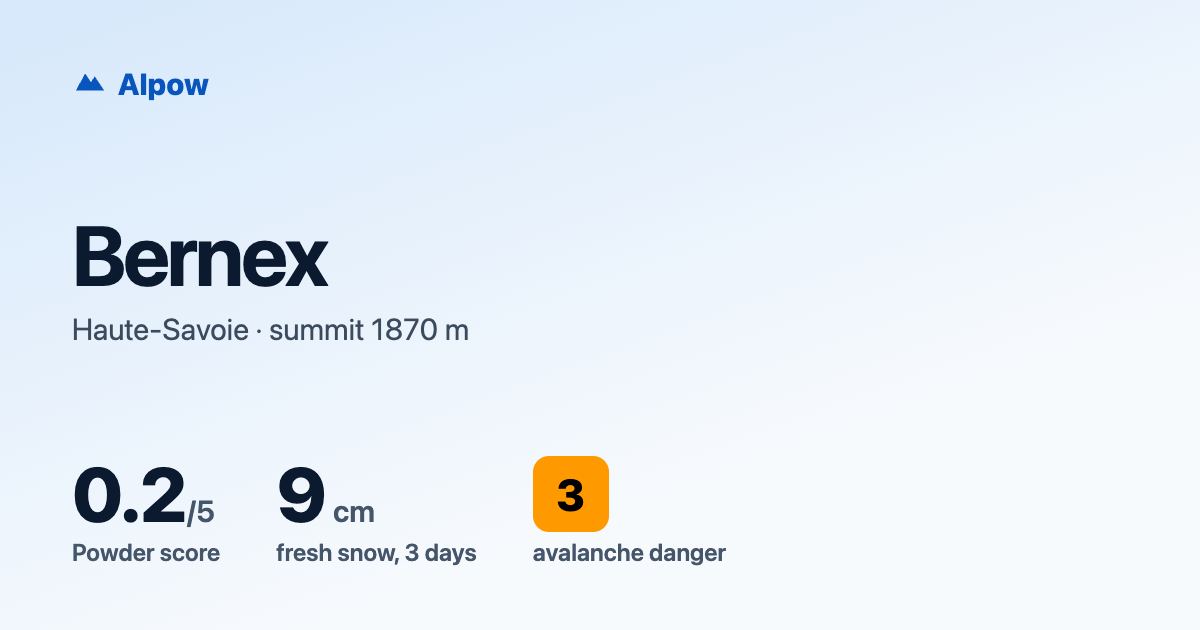 Alpow
Bernex
Haute-Savoie · summit 1870 m
0.2/5 9 cm 3
Powder score fresh snow, 3 days avalanche danger